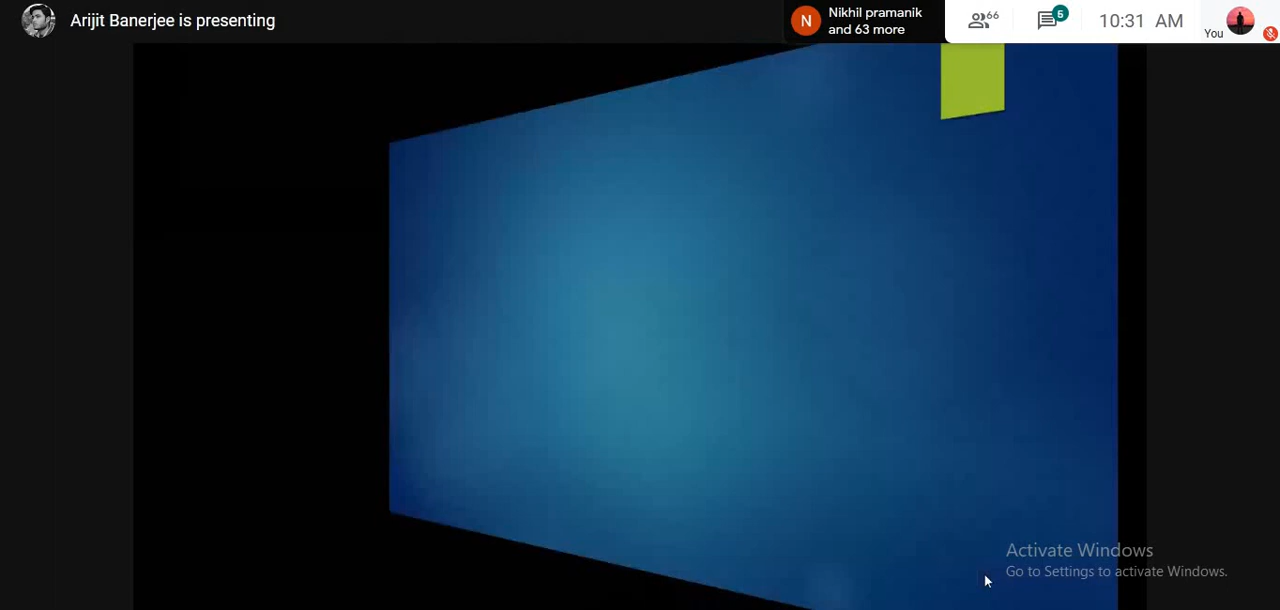 Arijit Banerjee is presenting
N
Nikhil pramanik
and 63 more
66
5
10:31 AM
You
Activate Windows
Go to Settings to activate Windows.